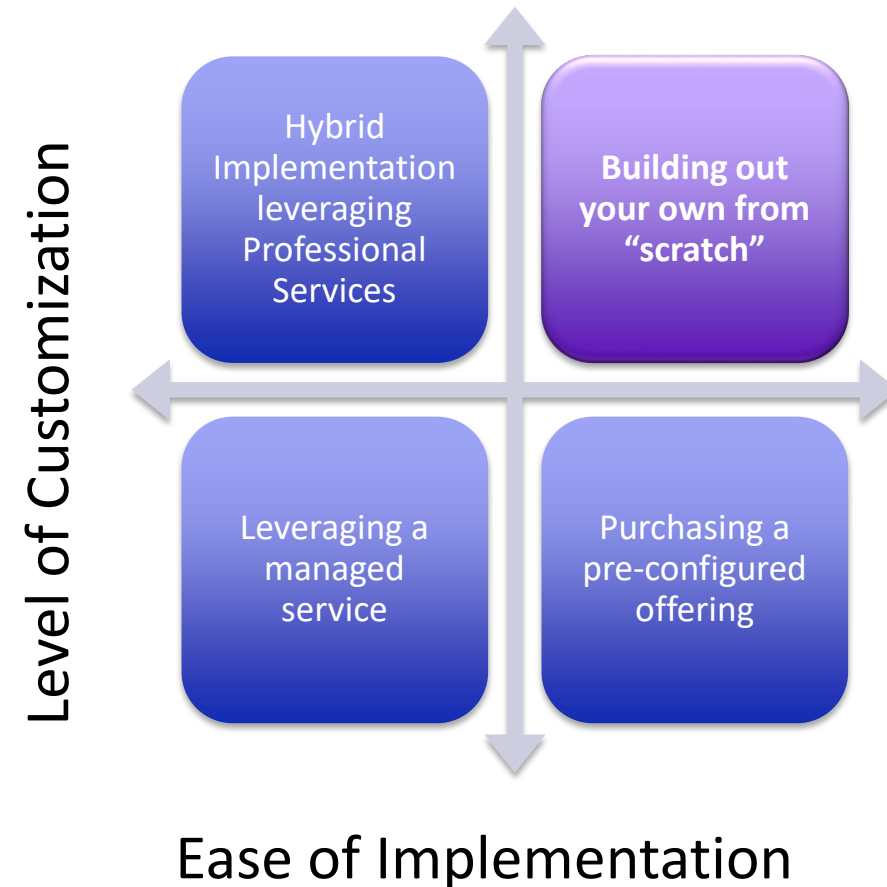 Level of Customization
Hybrid
Implementation
leveraging
Professional
Services
Building out
your own from
“scratch”
Leveraging a
managed
service
Purchasing a
pre-configured
offering
Ease of Implementation